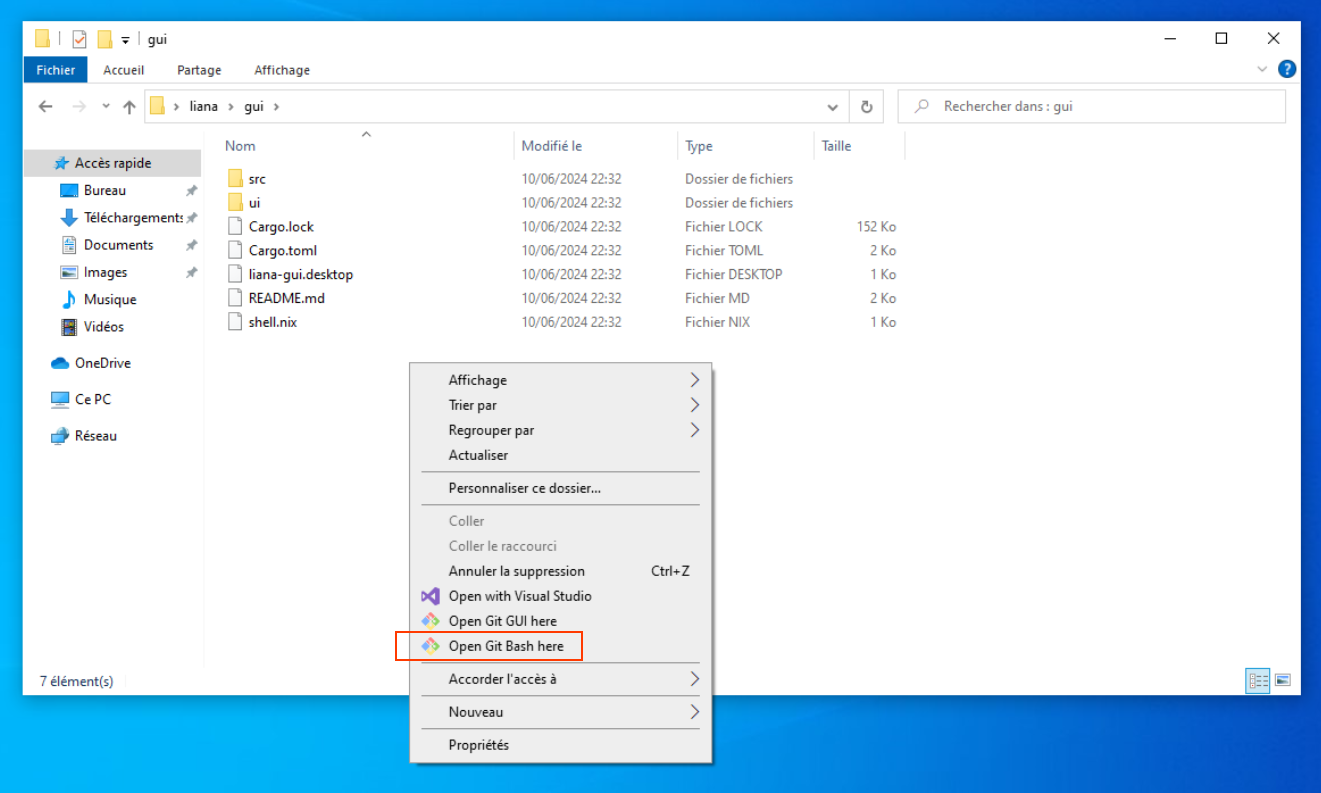 gui
Fichier Accueil Partage Affichage
liana gui Rechercher dans : gui
Nom Modifié le Type Taille
Accès rapide
Bureau
Téléchargements
Documents
Images
Musique
Vidéos
OneDrive
Ce PC
Réseau
src 10/06/2024 22:32 Dossier de fichiers
ui 10/06/2024 22:32 Dossier de fichiers
Cargo.lock 10/06/2024 22:32 Fichier LOCK 152 Ko
Cargo.toml 10/06/2024 22:32 Fichier TOML 2 Ko
liana-gui.desktop 10/06/2024 22:32 Fichier DESKTOP 1 Ko
README.md 10/06/2024 22:32 Fichier MD 2 Ko
shell.nix 10/06/2024 22:32 Fichier NIX 1 Ko
Affichage
Trier par
Regrouper par
Actualiser
Personnaliser ce dossier...
Coller
Coller le raccourci
Annuler la suppression Ctrl+Z
Open with Visual Studio
Open Git GUI here
Open Git Bash here
Accorder l'accès à
Nouveau
Propriétés
7 élément(s)